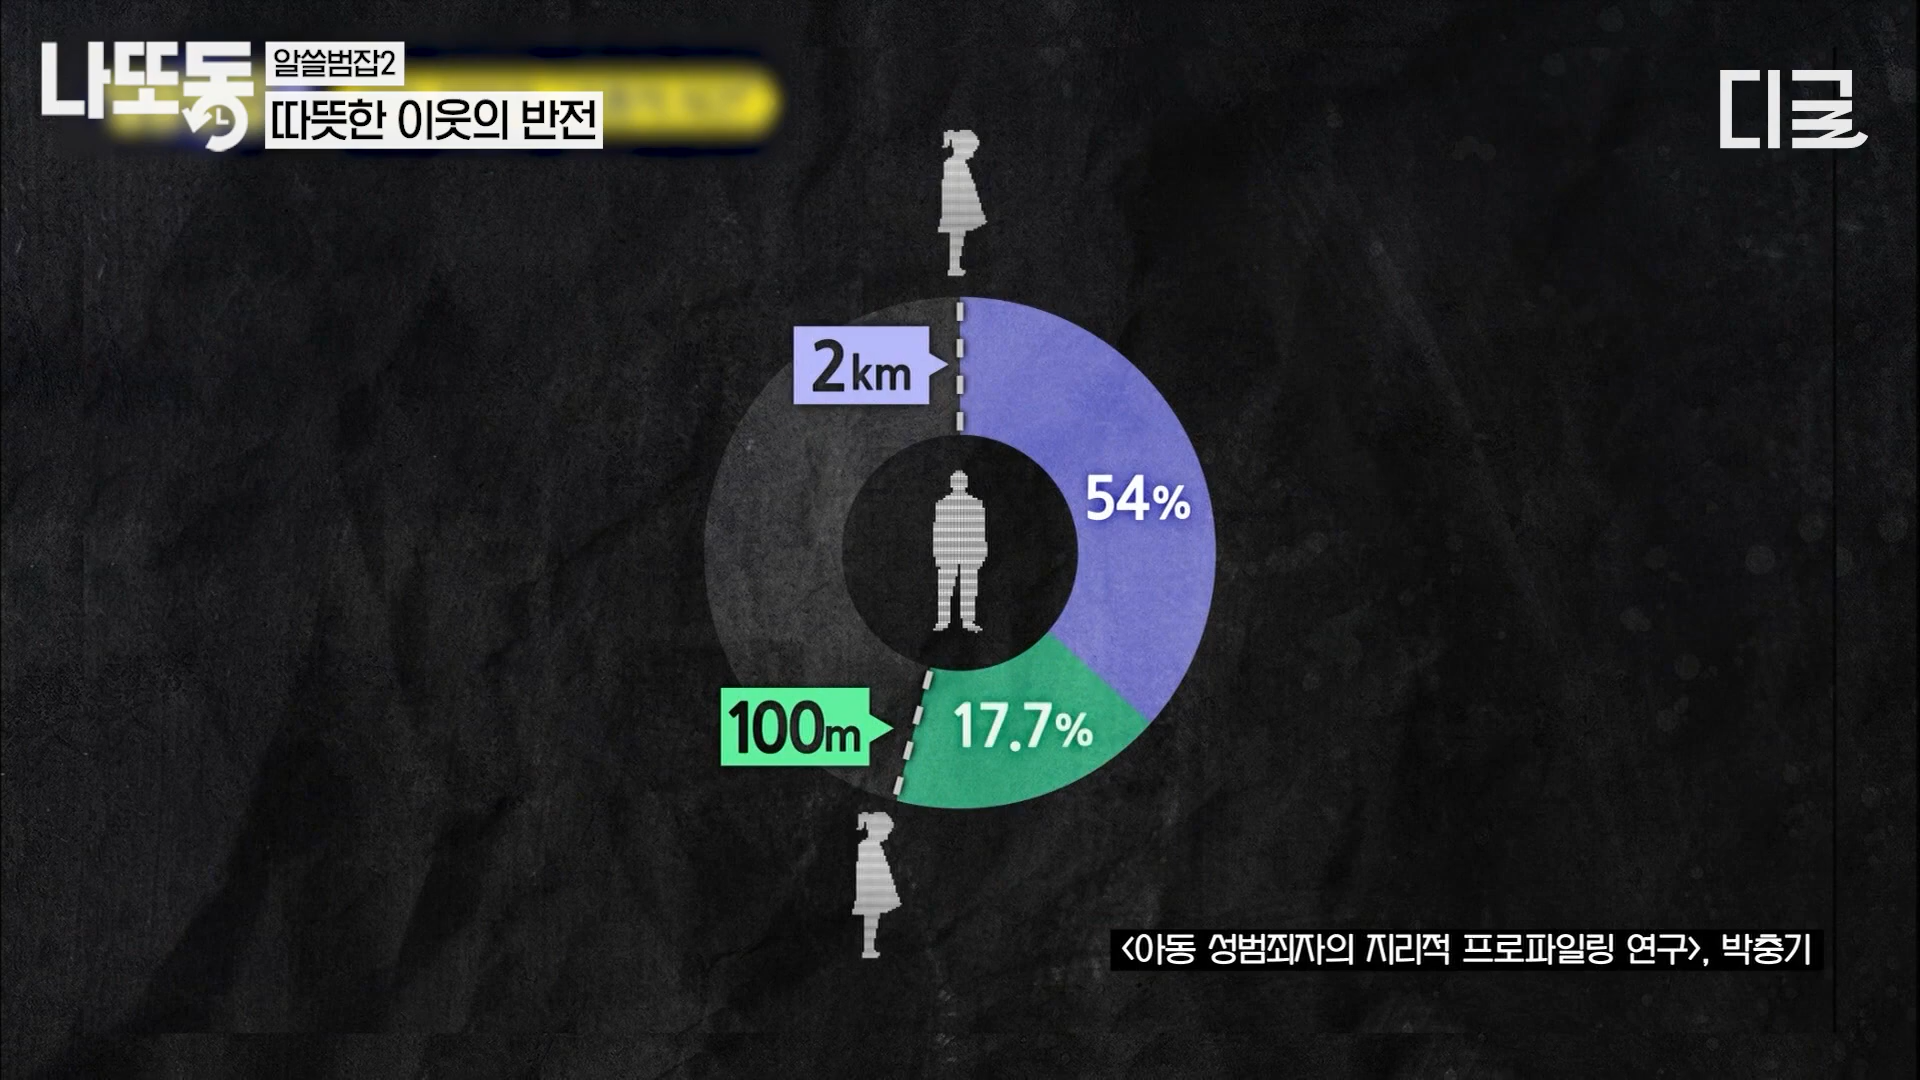 나또동
알쓸범잡2
따뜻한 이웃의 반전
디글
2km
54%
100m
17.7%
<아동 성범죄자의 지리적 프로파일링 연구>, 박충기